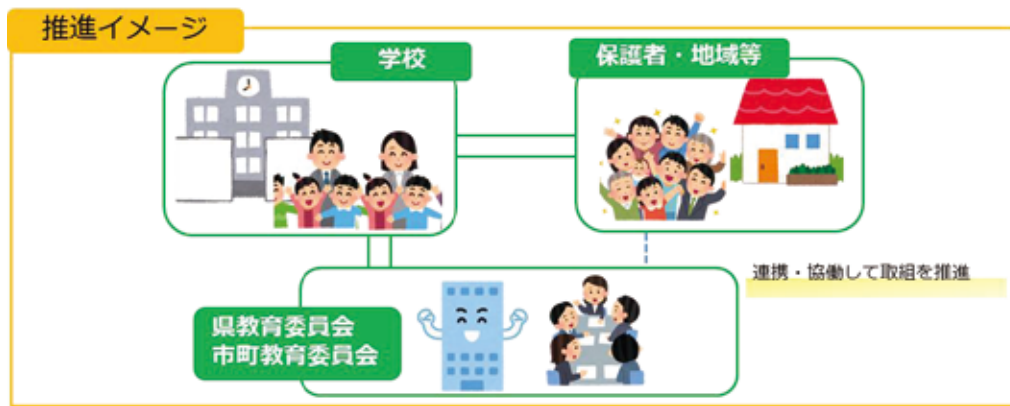 推進イメージ
学校
保護者・地域等
連携・協働して取組を推進
県教育委員会
市町教育委員会